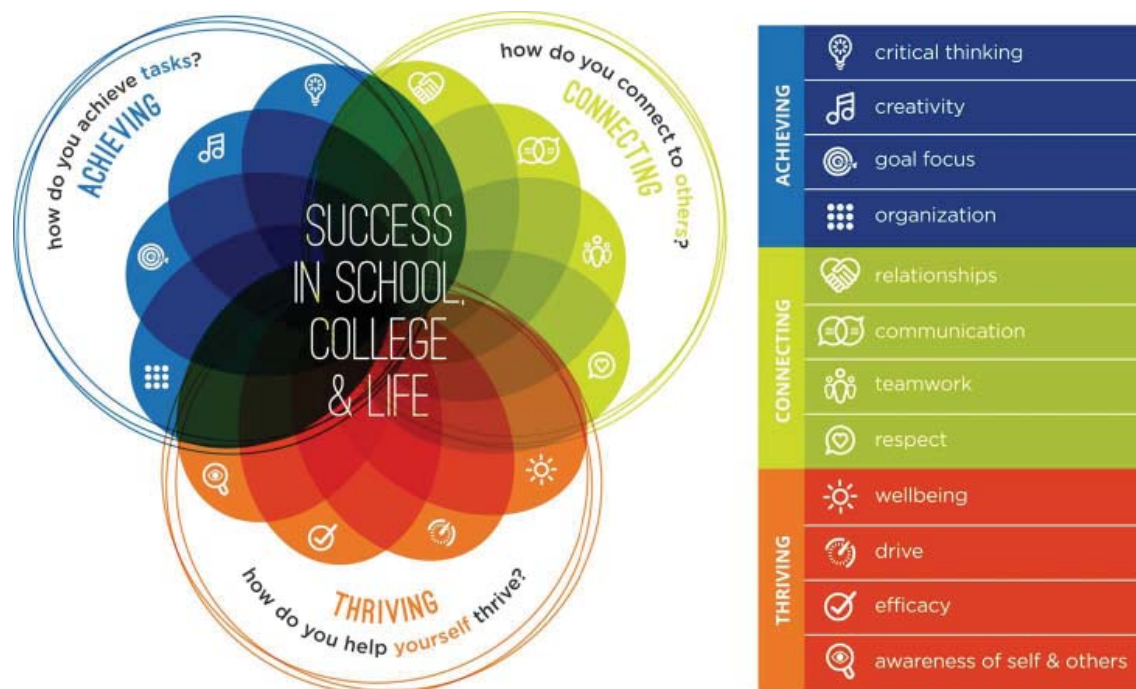 how do you achieve tasks?
ACHIEVING
how do you connect to others?
CONNECTING
SUCCESS
IN SCHOOL,
COLLEGE
& LIFE
THRIVING
how do you help yourself thrive?
ACHIEVING
critical thinking
creativity
goal focus
organization
CONNECTING
relationships
communication
teamwork
respect
THRIVING
wellbeing
drive
efficacy
awareness of self & others